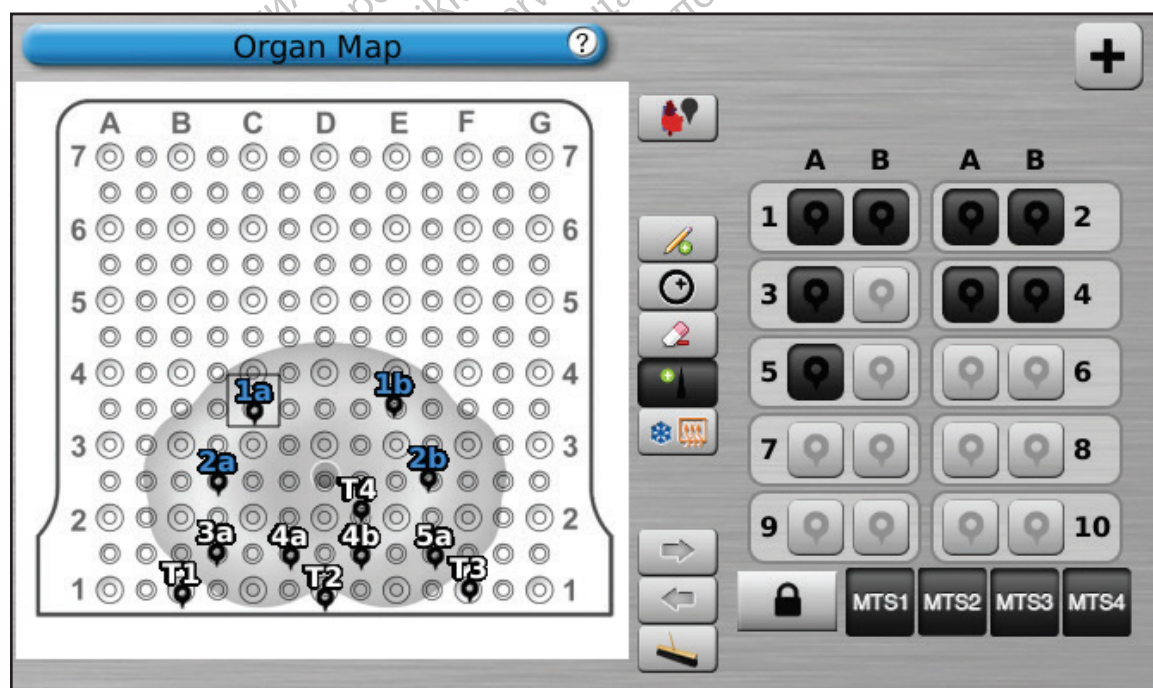 Organ Map ?
A B C D E F G
7 7
6 6
5 5
4 4
1a 1b
3 3
2a 2b
T4
2 2
3a 4a 4b 5a
T1 T2 T3
1 1
A B A B
1 2
3 4
5 6
7 8
9 10
MTS1 MTS2 MTS3 MTS4